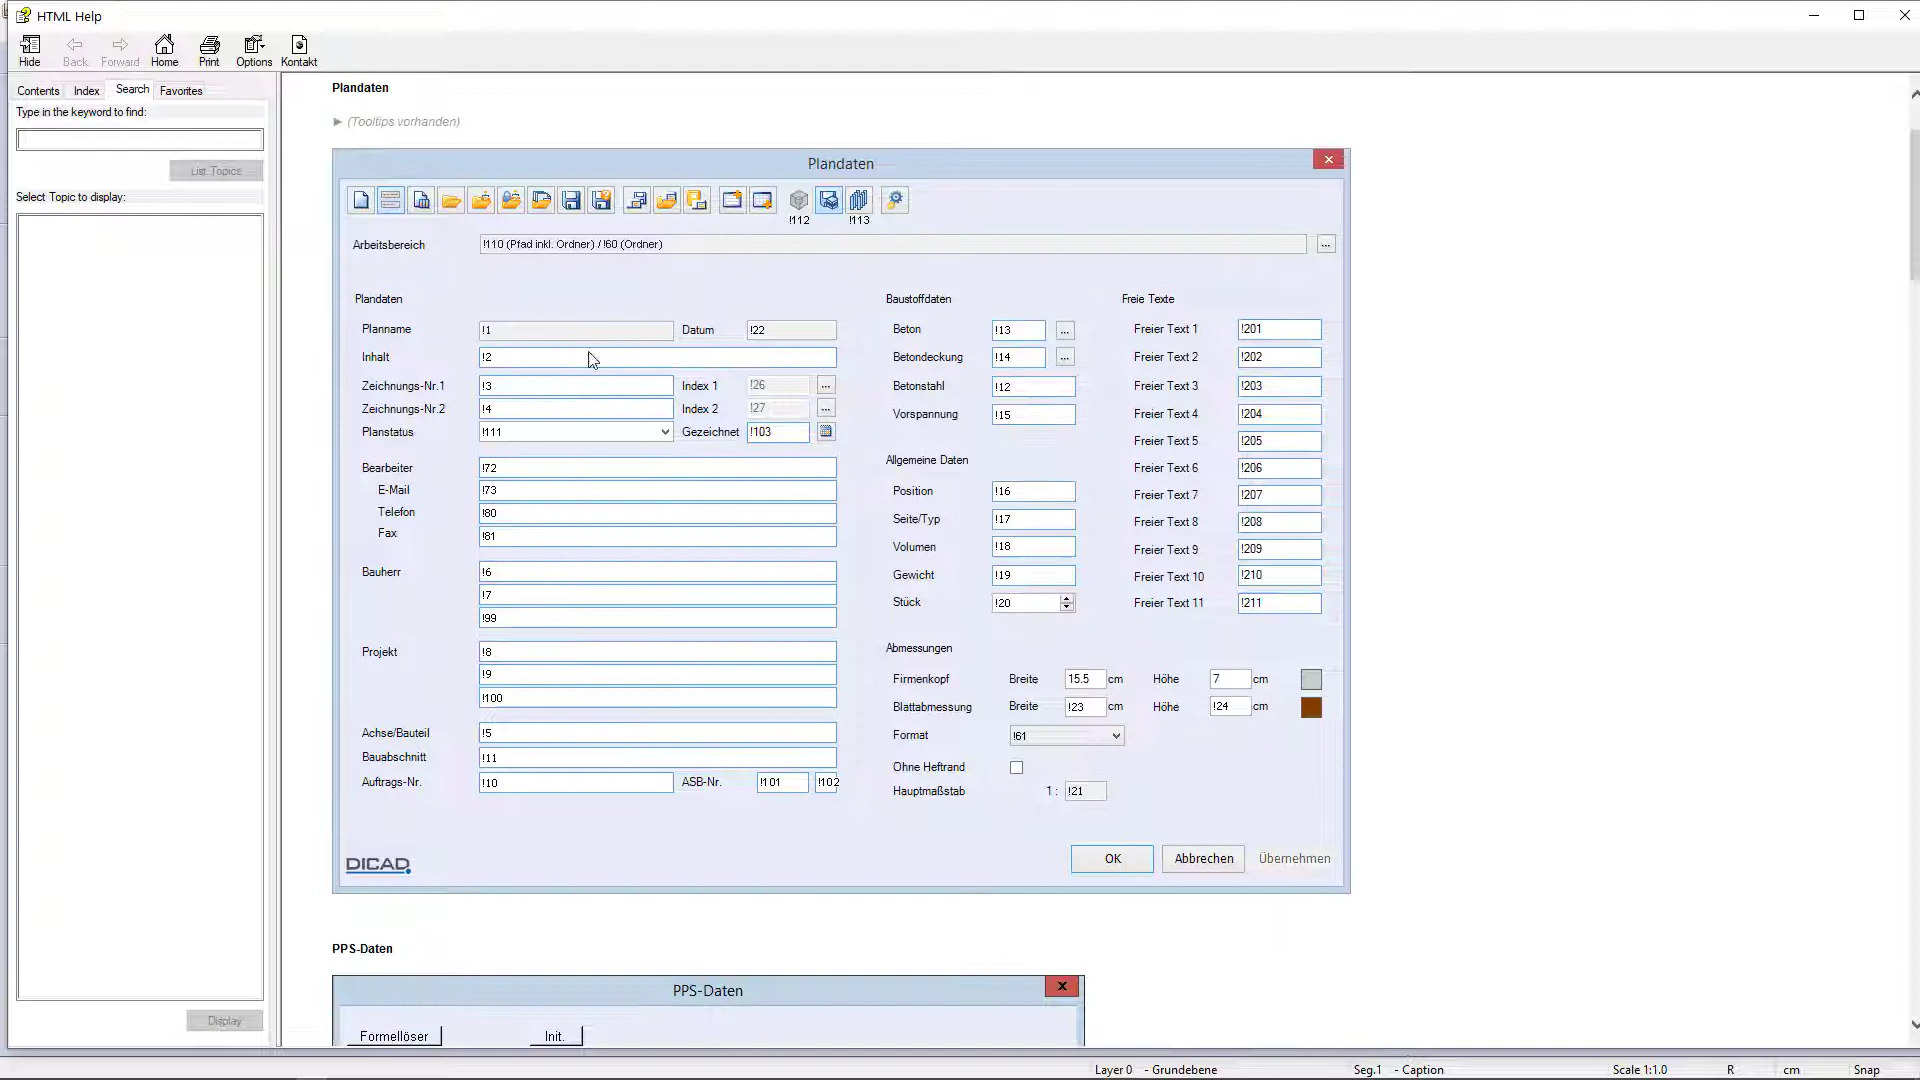 HTML Help
Hide Back Forward Home Print Options Kontakt
Contents Index Search Favorites
Type in the keyword to find:
List Topics
Select Topic to display:
Display
Plandaten
► (Tooltips vorhanden)
Plandaten
!112 !113
Arbeitsbereich !110 (Pfad inkl. Ordner) / !60 (Ordner) ...
Plandaten
Planname !1 Datum !22
Inhalt !2
Zeichnungs-Nr.1 !3 Index 1 !26 ...
Zeichnungs-Nr.2 !4 Index 2 !27 ...
Planstatus !111 Gezeichnet !103
Bearbeiter !72
E-Mail !73
Telefon !80
Fax !81
Bauherr !6
!7
!99
Projekt !8
!9
!100
Achse/Bauteil !5
Bauabschnitt !11
Auftrags-Nr. !10 ASB-Nr. !101 !102
Baustoffdaten
Beton !13 ...
Betondeckung !14 ...
Betonstahl !12
Vorspannung !15
Allgemeine Daten
Position !16
Seite/Typ !17
Volumen !18
Gewicht !19
Stück !20
Freie Texte
Freier Text 1 !201
Freier Text 2 !202
Freier Text 3 !203
Freier Text 4 !204
Freier Text 5 !205
Freier Text 6 !206
Freier Text 7 !207
Freier Text 8 !208
Freier Text 9 !209
Freier Text 10 !210
Freier Text 11 !211
Abmessungen
Firmenkopf Breite 15.5 cm Höhe 7 cm
Blattabmessung Breite !23 cm Höhe !24 cm
Format !61
Ohne Heftrand
Hauptmaßstab 1 : !21
DICAD
OK Abbrechen Übernehmen
PPS-Daten
PPS-Daten
Formellöser Init.
Layer 0 - Grundebene Seg.1 - Caption Scale 1:1.0 R cm Snap